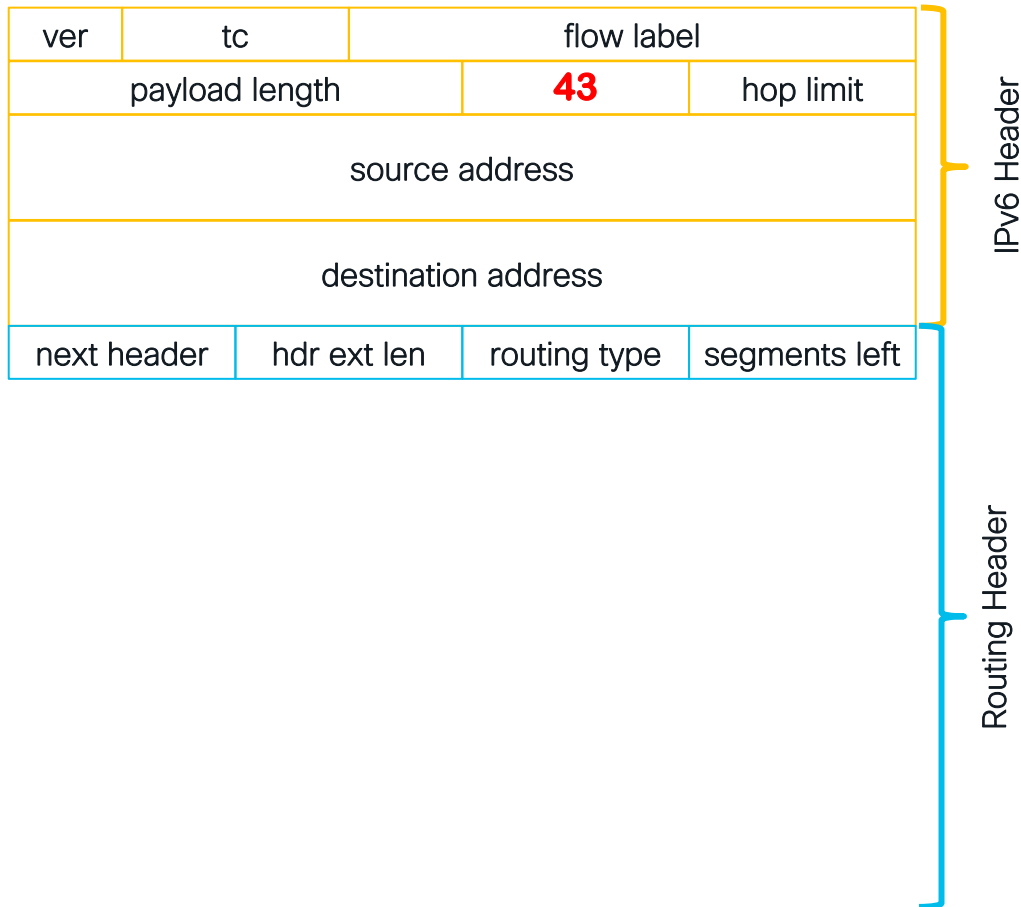 ver tc flow label
payload length 43 hop limit
source address
destination address
IPv6 Header
next header hdr ext len routing type segments left
Routing Header